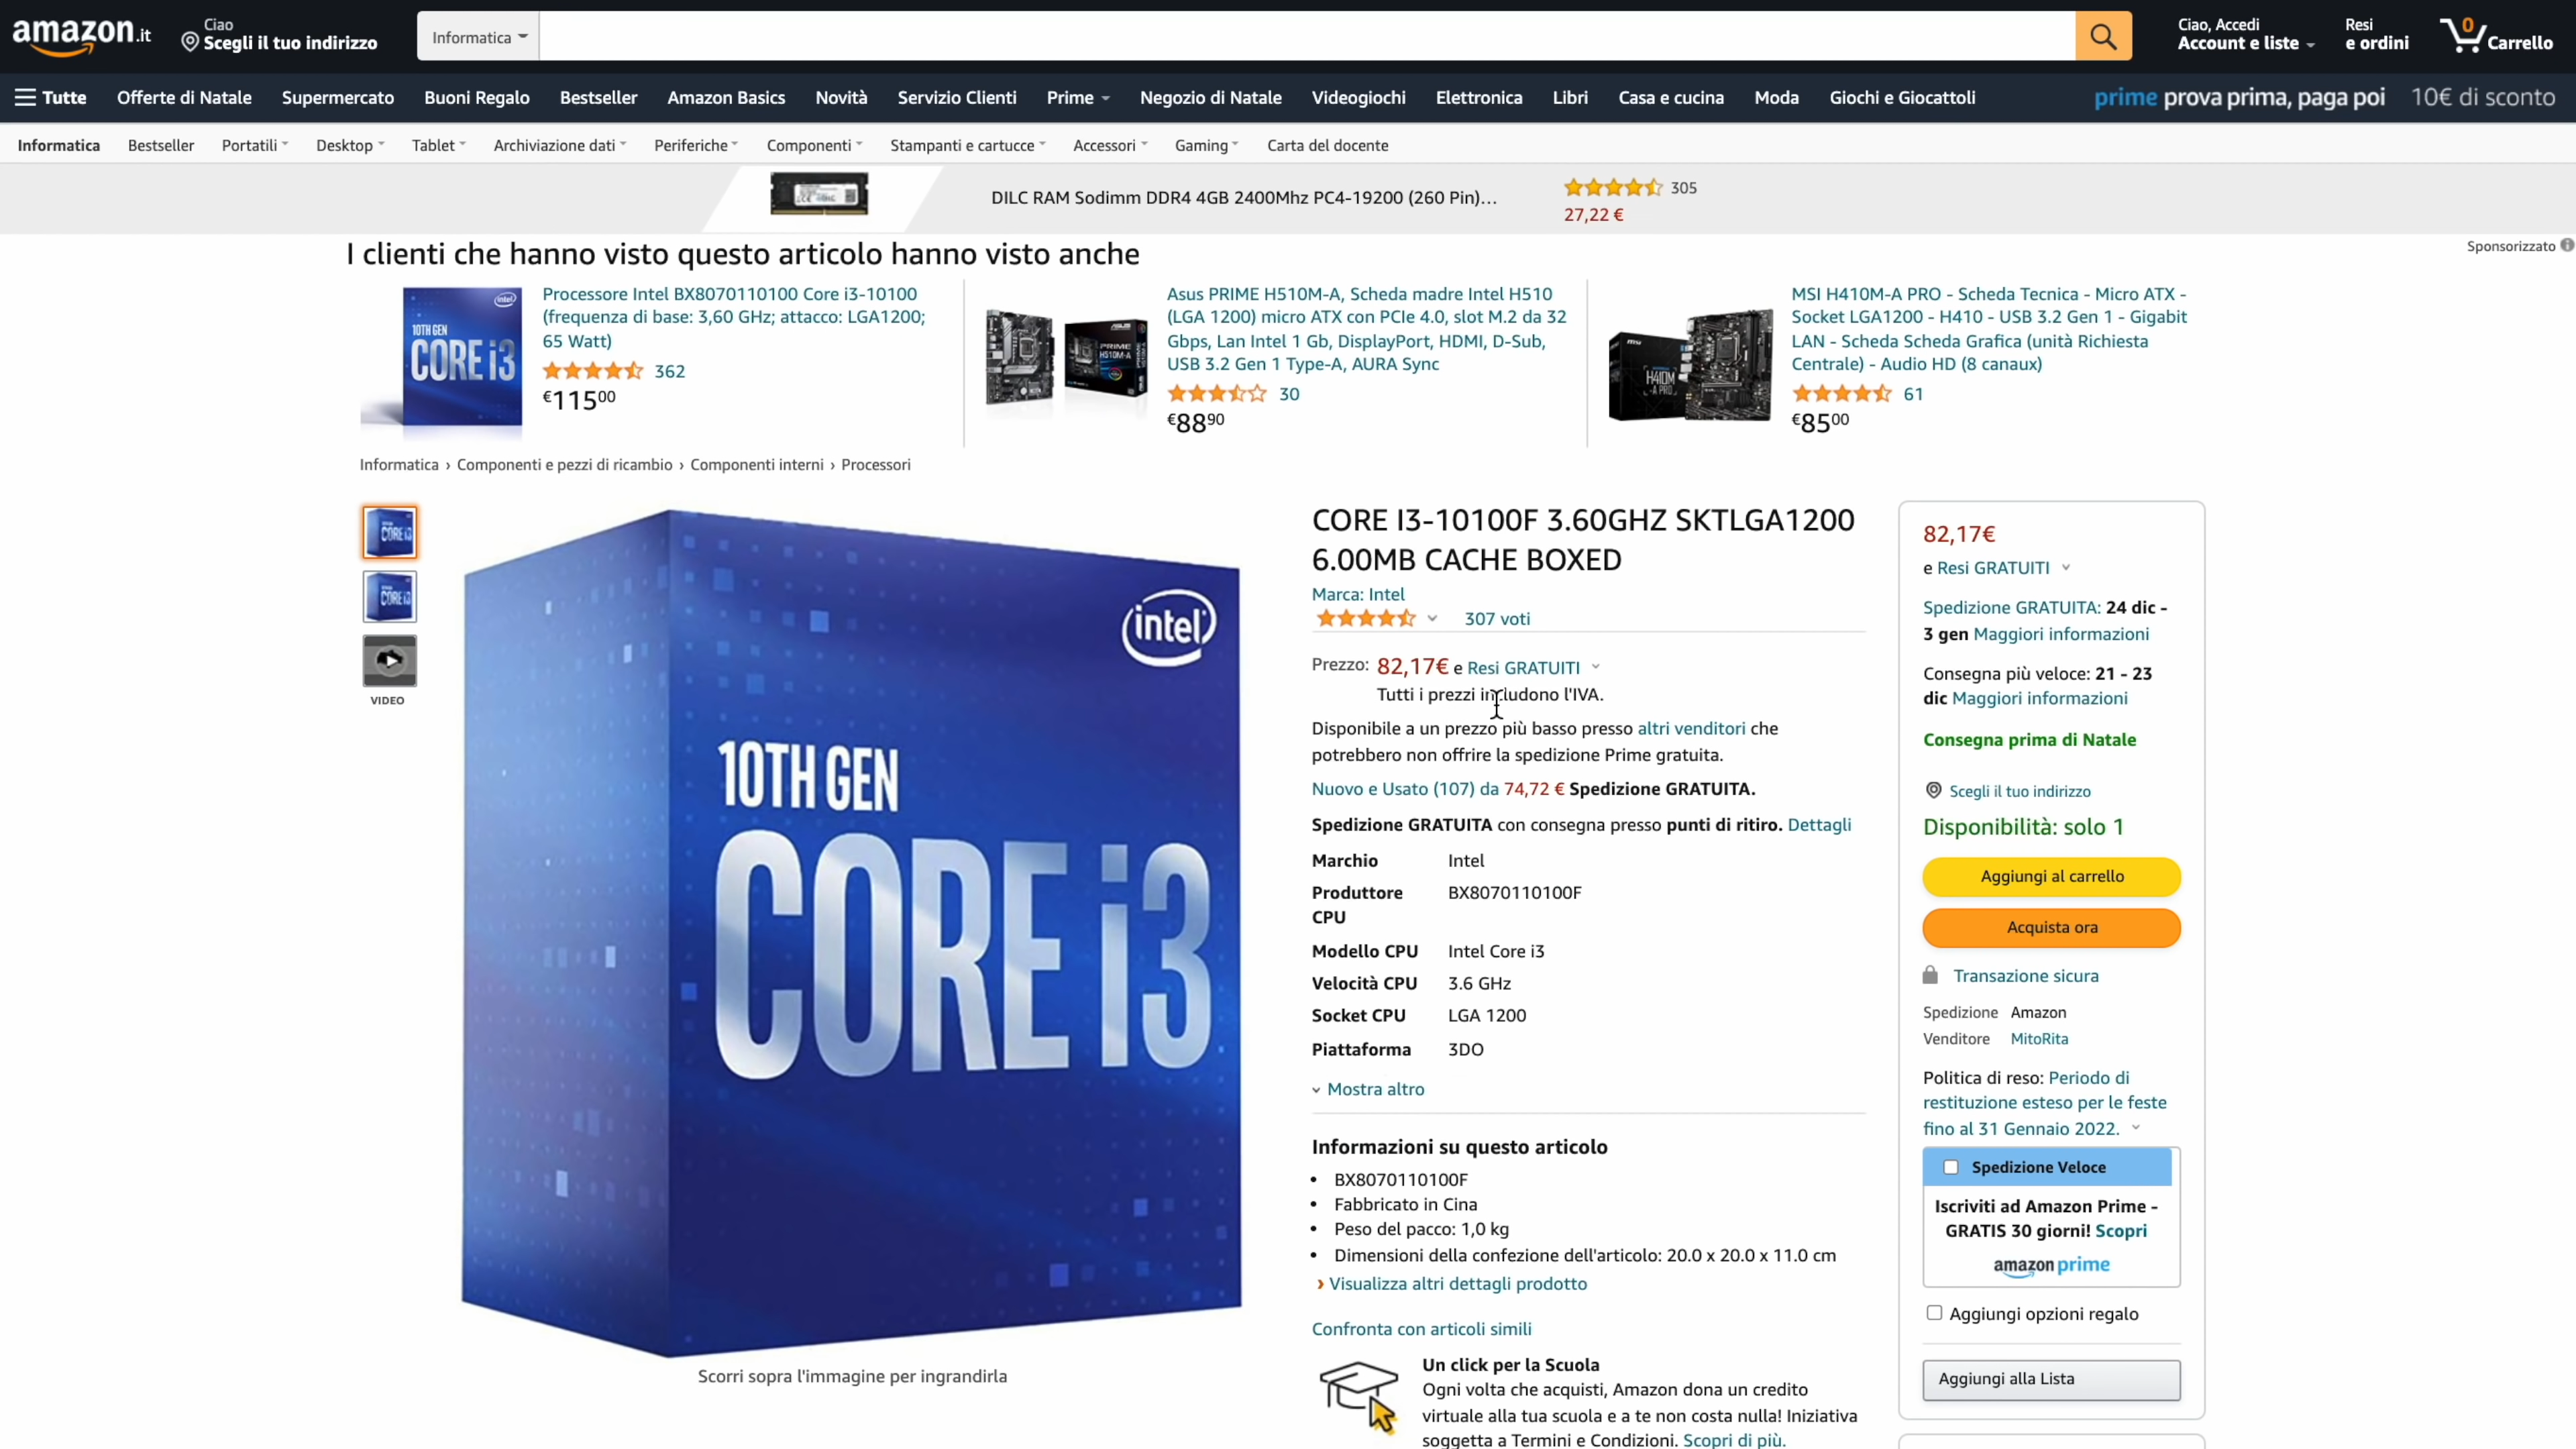 amazon.it
Ciao
Scegli il tuo indirizzo
Informatica
Ciao, Accedi
Account e liste
Resi
e ordini
0
Carrello
Tutte
Offerte di Natale
Supermercato
Buoni Regalo
Bestseller
Amazon Basics
Novità
Servizio Clienti
Prime
Negozio di Natale
Videogiochi
Elettronica
Libri
Casa e cucina
Moda
Giochi e Giocattoli
prime prova prima, paga poi 10€ di sconto
Informatica
Bestseller
Portatili
Desktop
Tablet
Archiviazione dati
Periferiche
Componenti
Stampanti e cartucce
Accessori
Gaming
Carta del docente
DILC RAM Sodimm DDR4 4GB 2400Mhz PC4-19200 (260 Pin)…
305
27,22 €
Sponsorizzato
I clienti che hanno visto questo articolo hanno visto anche
intel
10TH GEN
CORE i3
Processore Intel BX8070110100 Core i3-10100
(frequenza di base: 3,60 GHz; attacco: LGA1200;
65 Watt)
362
€11500
Asus PRIME H510M-A, Scheda madre Intel H510
(LGA 1200) micro ATX con PCIe 4.0, slot M.2 da 32
Gbps, Lan Intel 1 Gb, DisplayPort, HDMI, D-Sub,
USB 3.2 Gen 1 Type-A, AURA Sync
30
€8890
MSI H410M-A PRO - Scheda Tecnica - Micro ATX -
Socket LGA1200 - H410 - USB 3.2 Gen 1 - Gigabit
LAN - Scheda Scheda Grafica (unità Richiesta
Centrale) - Audio HD (8 canaux)
61
€8500
Informatica › Componenti e pezzi di ricambio › Componenti interni › Processori
VIDEO
intel
10TH GEN
CORE i3
Scorri sopra l'immagine per ingrandirla
CORE I3-10100F 3.60GHZ SKTLGA1200
6.00MB CACHE BOXED
Marca: Intel
307 voti
Prezzo: 82,17€ e Resi GRATUITI
Tutti i prezzi includono l'IVA.
Disponibile a un prezzo più basso presso altri venditori che
potrebbero non offrire la spedizione Prime gratuita.
Nuovo e Usato (107) da 74,72 € Spedizione GRATUITA.
Spedizione GRATUITA con consegna presso punti di ritiro. Dettagli
Marchio Intel
Produttore BX8070110100F
CPU
Modello CPU Intel Core i3
Velocità CPU 3.6 GHz
Socket CPU LGA 1200
Piattaforma 3DO
Mostra altro
Informazioni su questo articolo
• BX8070110100F
• Fabbricato in Cina
• Peso del pacco: 1,0 kg
• Dimensioni della confezione dell'articolo: 20.0 x 20.0 x 11.0 cm
› Visualizza altri dettagli prodotto
Confronta con articoli simili
Un click per la Scuola
Ogni volta che acquisti, Amazon dona un credito
virtuale alla tua scuola e a te non costa nulla! Iniziativa
soggetta a Termini e Condizioni. Scopri di più.
82,17€
e Resi GRATUITI
Spedizione GRATUITA: 24 dic -
3 gen Maggiori informazioni
Consegna più veloce: 21 - 23
dic Maggiori informazioni
Consegna prima di Natale
Scegli il tuo indirizzo
Disponibilità: solo 1
Aggiungi al carrello
Acquista ora
Transazione sicura
Spedizione Amazon
Venditore MitoRita
Politica di reso: Periodo di
restituzione esteso per le feste
fino al 31 Gennaio 2022.
Spedizione Veloce
Iscriviti ad Amazon Prime -
GRATIS 30 giorni! Scopri
amazon prime
Aggiungi opzioni regalo
Aggiungi alla Lista